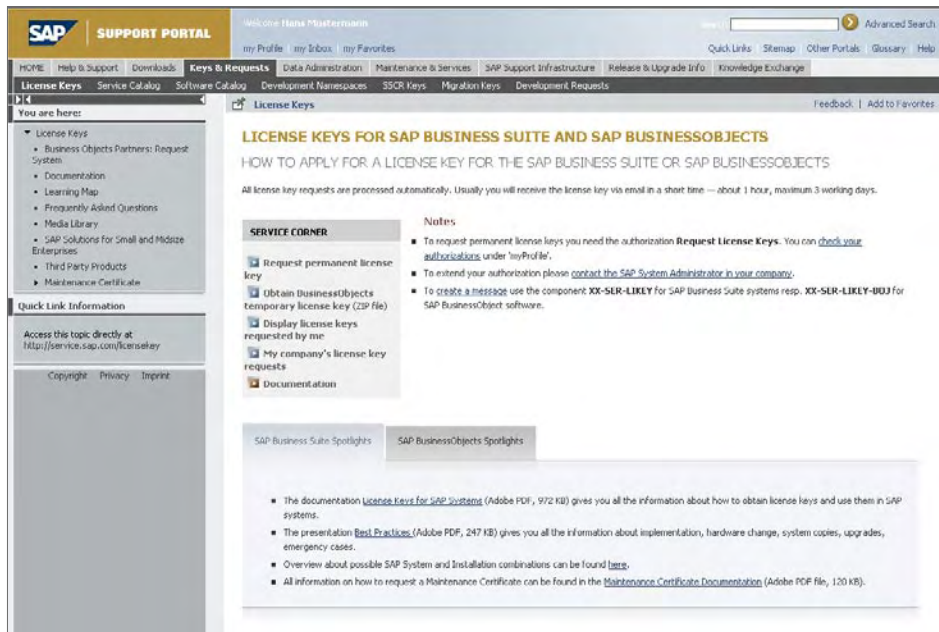 SAP SUPPORT PORTAL
Welcome Hans Mustermann
Advanced Search
my Profile my Inbox my Favorites
Quick Links Sitemap Other Portals Glossary Help
HOME Help & Support Downloads Keys & Requests Data Administration Maintenance & Services SAP Support Infrastructure Release & Upgrade Info Knowledge Exchange
License Keys Service Catalog Software Catalog Development Namespaces SSCR Keys Migration Keys Development Requests
You are here:
License Keys
Business Objects Partners: Request
System
Documentation
Learning Map
Frequently Asked Questions
Media Library
SAP Solutions for Small and Midsize
Enterprises
Third Party Products
Maintenance Certificate
Quick Link Information
Access this topic directly at
http://service.sap.com/licensekey
Copyright Privacy Imprint
License Keys
Feedback | Add to Favorites
LICENSE KEYS FOR SAP BUSINESS SUITE AND SAP BUSINESSOBJECTS
HOW TO APPLY FOR A LICENSE KEY FOR THE SAP BUSINESS SUITE OR SAP BUSINESSOBJECTS
All license key requests are processed automatically. Usually you will receive the license key via email in a short time — about 1 hour, maximum 3 working days.
SERVICE CORNER
Request permanent license
key
Obtain BusinessObjects
temporary license key (ZIP file)
Display license keys
requested by me
My company's license key
requests
Documentation
Notes
To request permanent license keys you need the authorization Request License Keys. You can check your
authorizations under 'myProfile'.
To extend your authorization please contact the SAP System Administrator in your company.
To create a message use the component XX-SER-LIKEY for SAP Business Suite systems resp. XX-SER-LIKEY-BOJ for
SAP BusinessObject software.
SAP Business Suite Spotlights
SAP BusinessObjects Spotlights
The documentation License Keys for SAP Systems (Adobe PDF, 972 KB) gives you all the information about how to obtain license keys and use them in SAP
systems.
The presentation Best Practices (Adobe PDF, 247 KB) gives you all the information about implementation, hardware change, system copies, upgrades,
emergency cases.
Overview about possible SAP System and Installation combinations can be found here.
All information on how to request a Maintenance Certificate can be found in the Maintenance Certificate Documentation (Adobe PDF file, 120 KB).